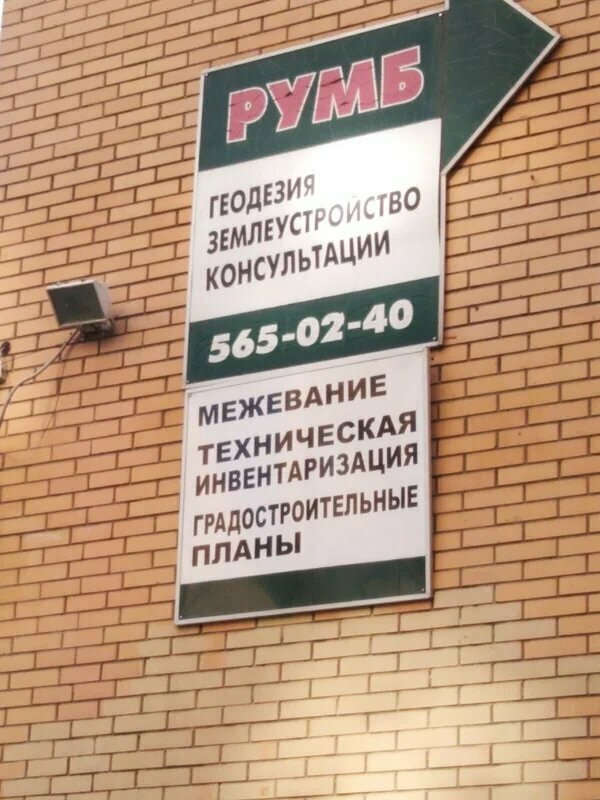 РУМБ
ГЕОДЕЗИЯ
ЗЕМЛЕУСТРОЙСТВО
КОНСУЛЬТАЦИИ
565-02-40
МЕЖЕВАНИЕ
ТЕХНИЧЕСКАЯ
ИНВЕНТАРИЗАЦИЯ
ГРАДОСТРОИТЕЛЬНЫЕ
ПЛАНЫ